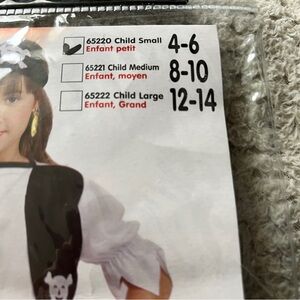 65220 Child Small
Enfant petit
4-6
65221 Child Medium
Enfant, moyen
8-10
65222 Child Large
Enfant, Grand
12-14